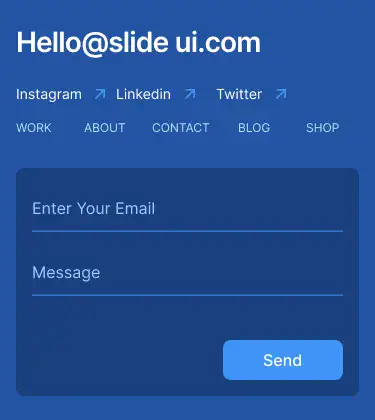 Hello@slide ui.com
Instagram Linkedin Twitter
WORK ABOUT CONTACT BLOG SHOP
Enter Your Email
Message
Send